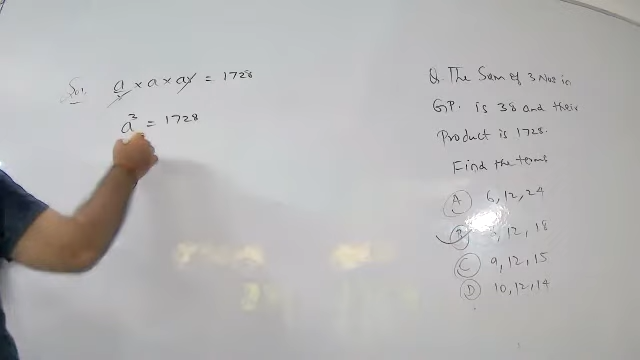 Sol. a/r × a × ar = 1728
a³ = 1728
Q. The Sum of 3 Nos in
G.P. is 38 and their
Product is 1728.
Find the terms
A 6, 12, 24
B , 12, 18
C 9, 12, 15
D 10, 12, 14